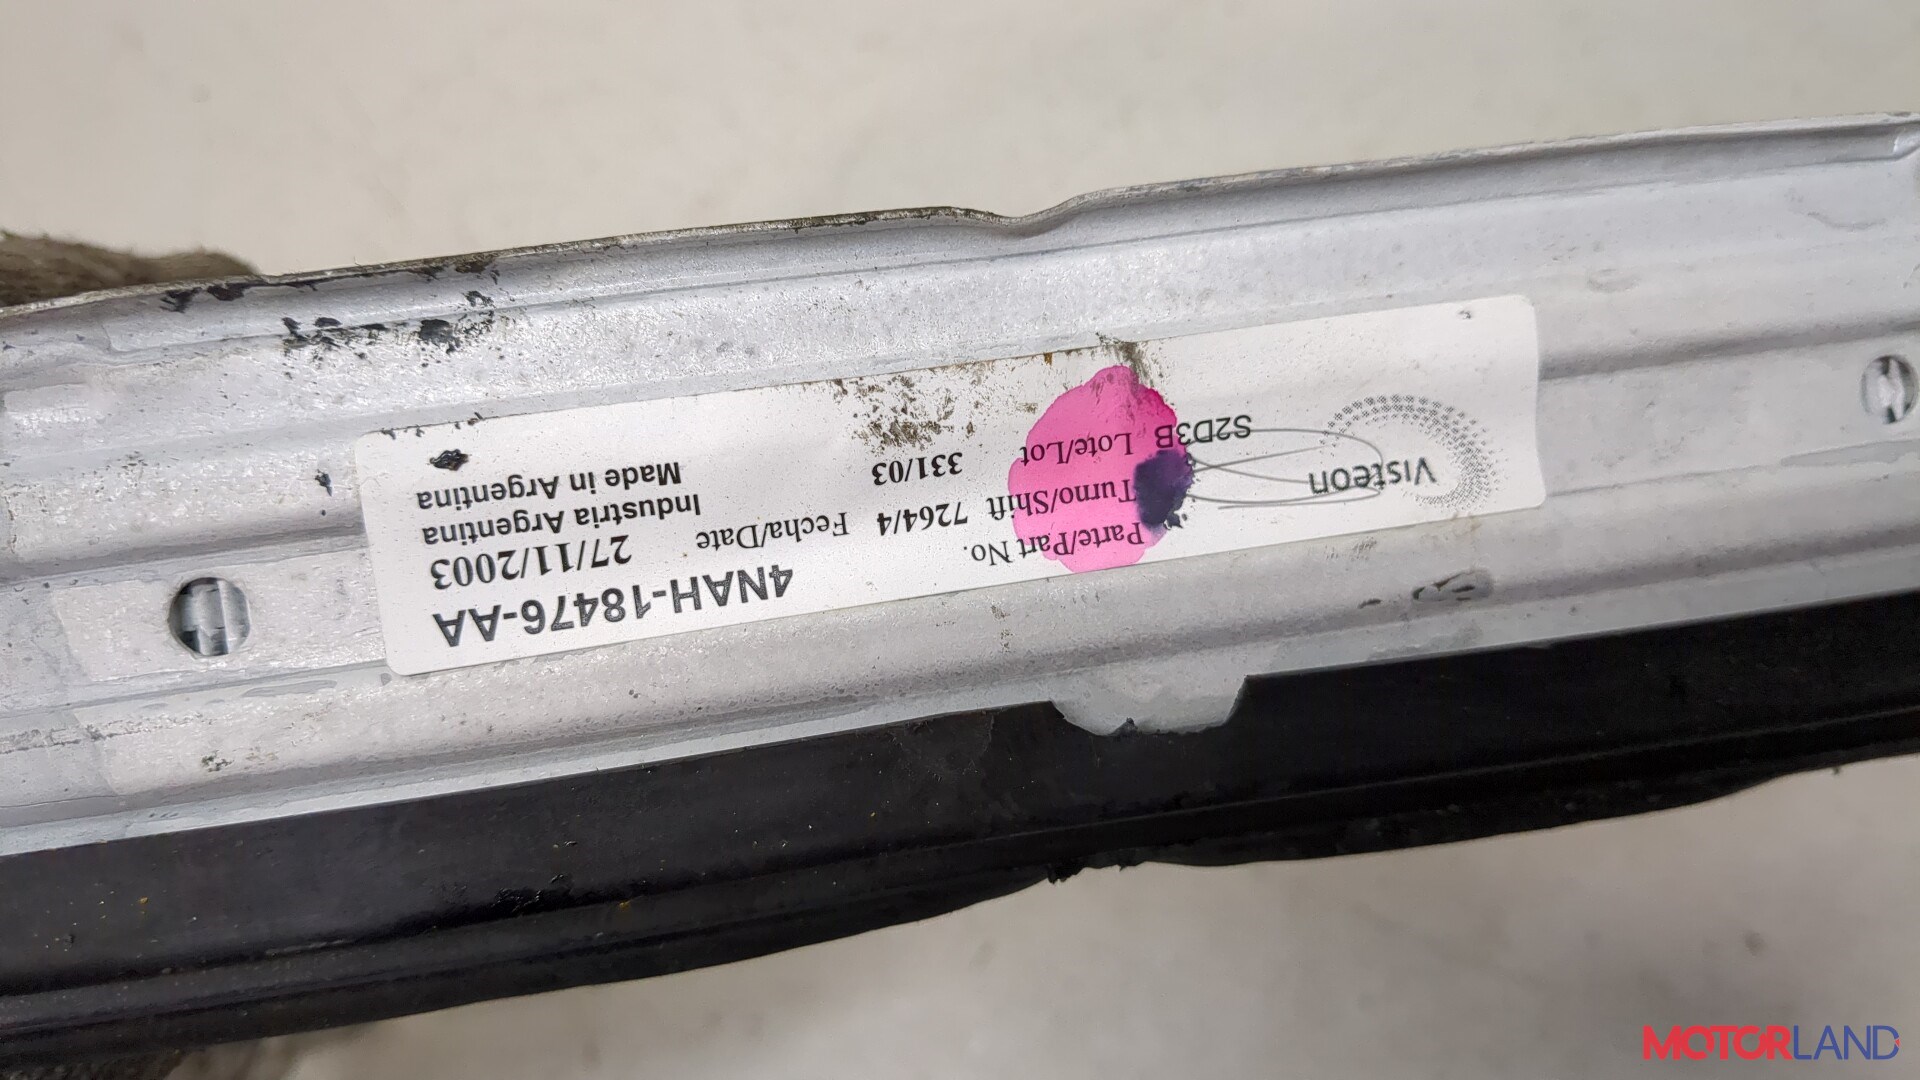 Visteon
S2D3B
Parte/Part No. 4NAH-18476-AA
Turno/Shift 7264/4 Fecha/Date 27/11/2003
Lote/Lot 331/03 Industria Argentina
Made in Argentina
MOTORLAND